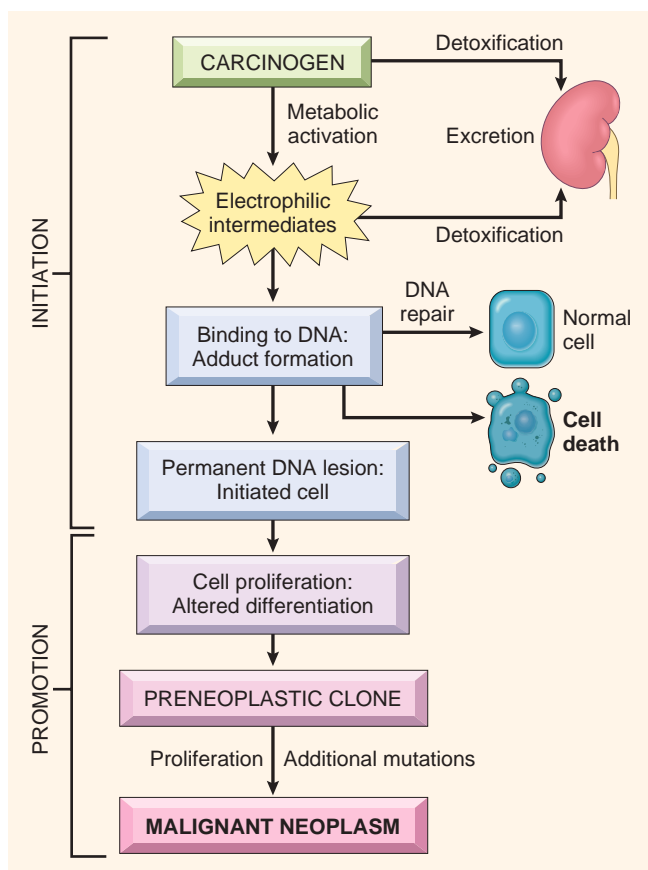 Detoxification
CARCINOGEN
Metabolic
activation
Excretion
Electrophilic
intermediates
Detoxification
INITIATION
DNA
repair
Binding to DNA:
Adduct formation
Normal
cell
Cell
death
Permanent DNA lesion:
Initiated cell
Cell proliferation:
Altered differentiation
PROMOTION
PRENEOPLASTIC CLONE
Proliferation
Additional mutations
MALIGNANT NEOPLASM